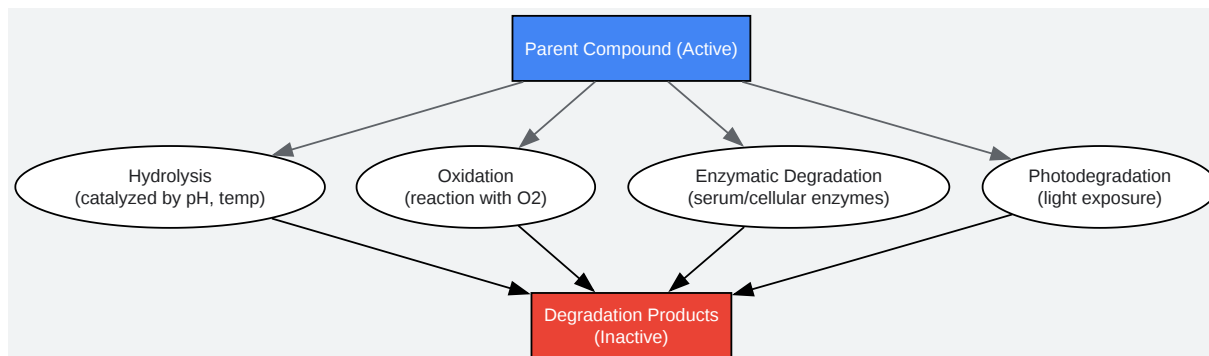 Parent Compound (Active)
Hydrolysis
(catalyzed by pH, temp)
Oxidation
(reaction with O2)
Enzymatic Degradation
(serum/cellular enzymes)
Photodegradation
(light exposure)
Degradation Products
(Inactive)